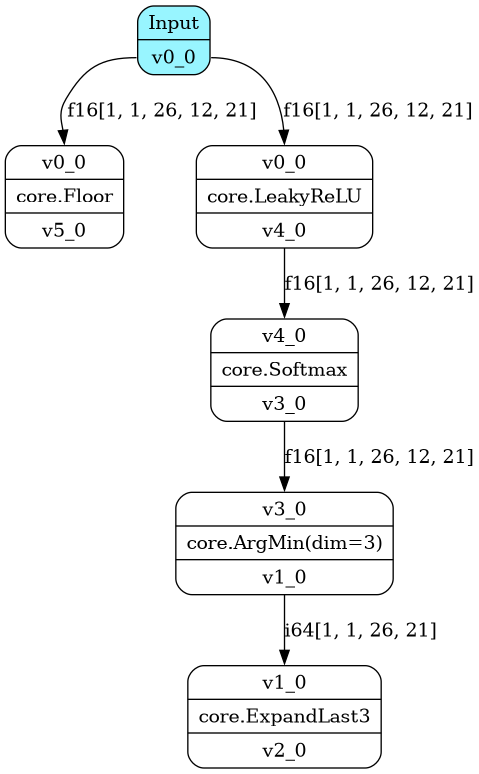 Input
v0_0
f16[1, 1, 26, 12, 21]
f16[1, 1, 26, 12, 21]
v0_0
core.Floor
v5_0
v0_0
core.LeakyReLU
v4_0
f16[1, 1, 26, 12, 21]
v4_0
core.Softmax
v3_0
f16[1, 1, 26, 12, 21]
v3_0
core.ArgMin(dim=3)
v1_0
i64[1, 1, 26, 21]
v1_0
core.ExpandLast3
v2_0